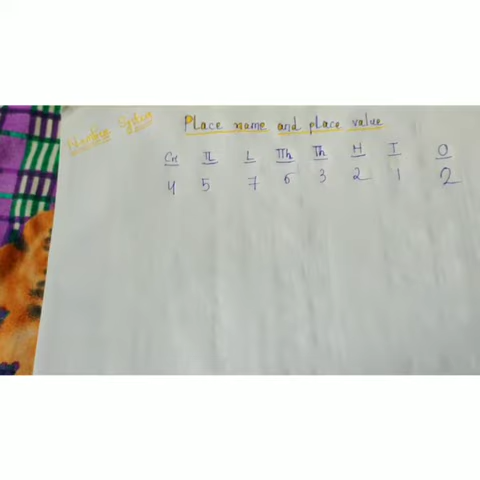 Number System
Place name and place value
Cr TL L TTh Th H T O
4 5 7 6 3 2 1 2